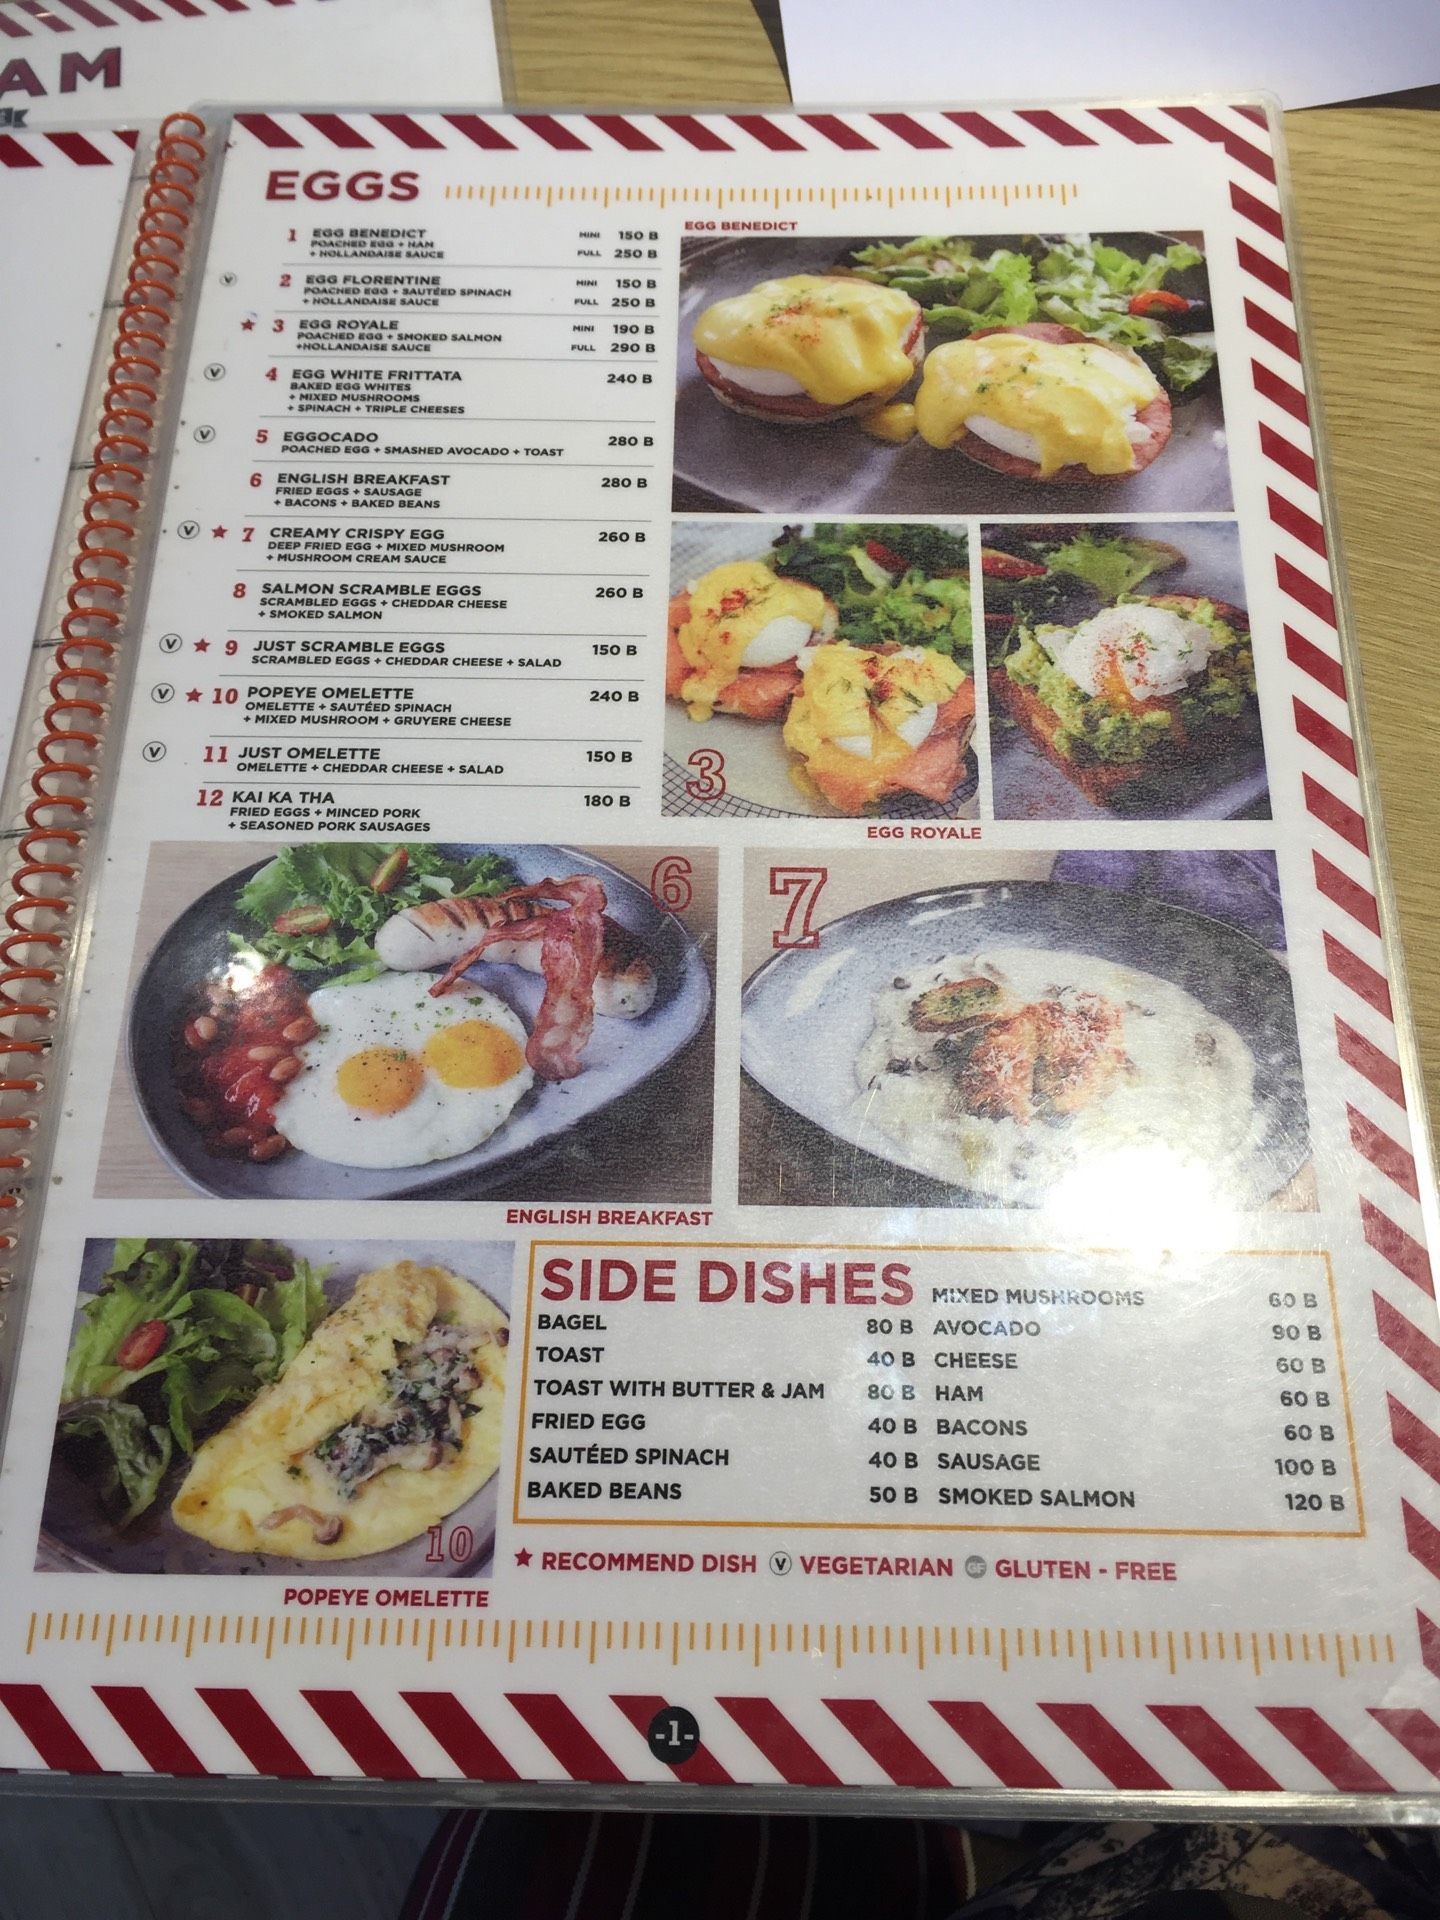 AM
EGGS
1 EGG BENEDICT MINI 150 B
POACHED EGG + HAM
+ HOLLANDAISE SAUCE FULL 250 B
V 2 EGG FLORENTINE MINI 150 B
POACHED EGG + SAUTÉED SPINACH
+ HOLLANDAISE SAUCE FULL 250 B
★ 3 EGG ROYALE MINI 190 B
POACHED EGG + SMOKED SALMON
+HOLLANDAISE SAUCE FULL 290 B
V 4 EGG WHITE FRITTATA 240 B
BAKED EGG WHITES
+ MIXED MUSHROOMS
+ SPINACH + TRIPLE CHEESES
V 5 EGGOCADO 280 B
POACHED EGG + SMASHED AVOCADO + TOAST
6 ENGLISH BREAKFAST 280 B
FRIED EGGS + SAUSAGE
+ BACONS + BAKED BEANS
V ★ 7 CREAMY CRISPY EGG 260 B
DEEP FRIED EGG + MIXED MUSHROOM
+ MUSHROOM CREAM SAUCE
8 SALMON SCRAMBLE EGGS 260 B
SCRAMBLED EGGS + CHEDDAR CHEESE
+ SMOKED SALMON
V ★ 9 JUST SCRAMBLE EGGS 150 B
SCRAMBLED EGGS + CHEDDAR CHEESE + SALAD
V ★ 10 POPEYE OMELETTE 240 B
OMELETTE + SAUTÉED SPINACH
+ MIXED MUSHROOM + GRUYERE CHEESE
V 11 JUST OMELETTE 150 B
OMELETTE + CHEDDAR CHEESE + SALAD
12 KAI KA THA 180 B
FRIED EGGS + MINCED PORK
+ SEASONED PORK SAUSAGES
EGG BENEDICT
3
EGG ROYALE
6
ENGLISH BREAKFAST
7
10
POPEYE OMELETTE
SIDE DISHES
BAGEL 80 B
TOAST 40 B
TOAST WITH BUTTER & JAM 80 B
FRIED EGG 40 B
SAUTÉED SPINACH 40 B
BAKED BEANS 50 B
MIXED MUSHROOMS 60 B
AVOCADO 90 B
CHEESE 60 B
HAM 60 B
BACONS 60 B
SAUSAGE 100 B
SMOKED SALMON 120 B
★ RECOMMEND DISH V VEGETARIAN GF GLUTEN - FREE
-1-